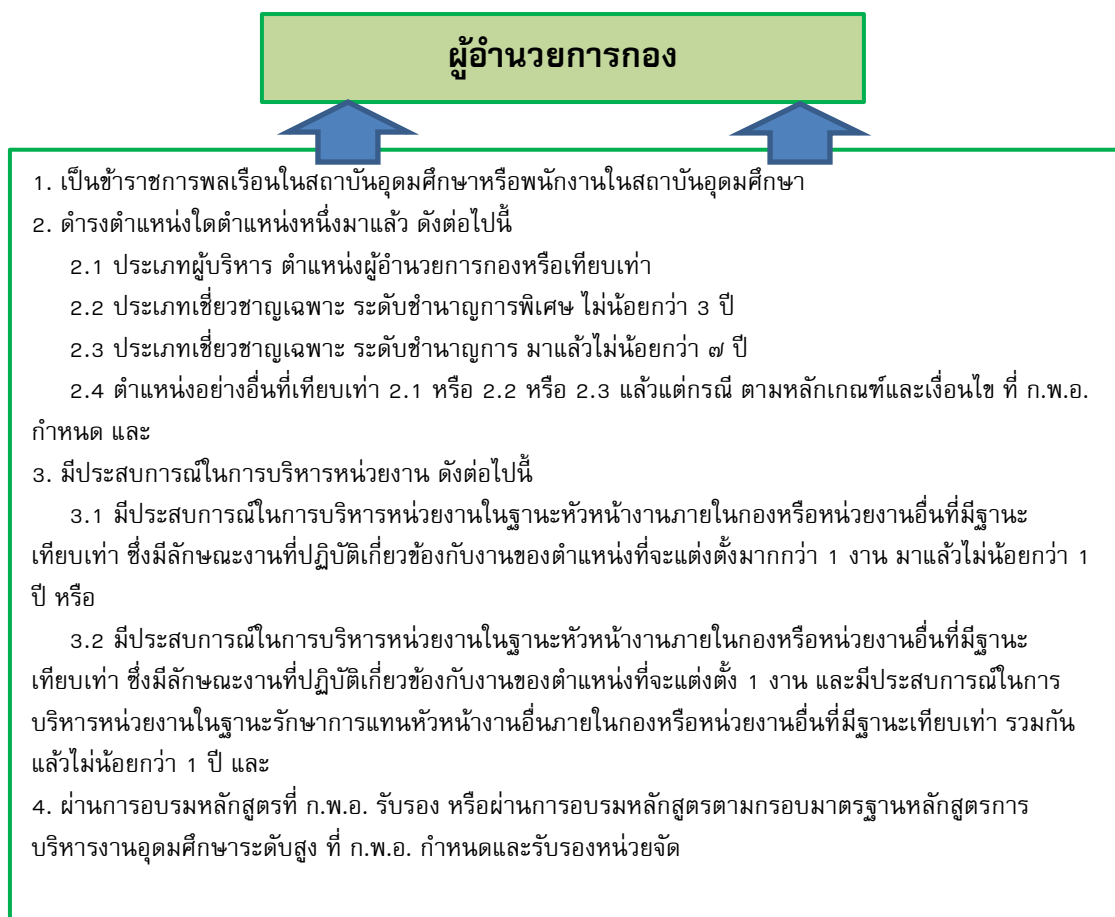 ผู้อำนวยการกอง
1. เป็นข้าราชการพลเรือนในสถาบันอุดมศึกษาหรือพนักงานในสถาบันอุดมศึกษา
2. ดำรงตำแหน่งใดตำแหน่งหนึ่งมาแล้ว ดังต่อไปนี้
2.1 ประเภทผู้บริหาร ตำแหน่งผู้อำนวยการกองหรือเทียบเท่า
2.2 ประเภทเชี่ยวชาญเฉพาะ ระดับชำนาญการพิเศษ ไม่น้อยกว่า 3 ปี
2.3 ประเภทเชี่ยวชาญเฉพาะ ระดับชำนาญการ มาแล้วไม่น้อยกว่า ๗ ปี
2.4 ตำแหน่งอย่างอื่นที่เทียบเท่า 2.1 หรือ 2.2 หรือ 2.3 แล้วแต่กรณี ตามหลักเกณฑ์และเงื่อนไข ที่ ก.พ.อ.
กำหนด และ
3. มีประสบการณ์ในการบริหารหน่วยงาน ดังต่อไปนี้
3.1 มีประสบการณ์ในการบริหารหน่วยงานในฐานะหัวหน้างานภายในกองหรือหน่วยงานอื่นที่มีฐานะ
เทียบเท่า ซึ่งมีลักษณะงานที่ปฏิบัติเกี่ยวข้องกับงานของตำแหน่งที่จะแต่งตั้งมากกว่า 1 งาน มาแล้วไม่น้อยกว่า 1
ปี หรือ
3.2 มีประสบการณ์ในการบริหารหน่วยงานในฐานะหัวหน้างานภายในกองหรือหน่วยงานอื่นที่มีฐานะ
เทียบเท่า ซึ่งมีลักษณะงานที่ปฏิบัติเกี่ยวข้องกับงานของตำแหน่งที่จะแต่งตั้ง 1 งาน และมีประสบการณ์ในการ
บริหารหน่วยงานในฐานะรักษาการแทนหัวหน้างานอื่นภายในกองหรือหน่วยงานอื่นที่มีฐานะเทียบเท่า รวมกัน
แล้วไม่น้อยกว่า 1 ปี และ
4. ผ่านการอบรมหลักสูตรที่ ก.พ.อ. รับรอง หรือผ่านการอบรมหลักสูตรตามกรอบมาตรฐานหลักสูตรการ
บริหารงานอุดมศึกษาระดับสูง ที่ ก.พ.อ. กำหนดและรับรองหน่วยจัด